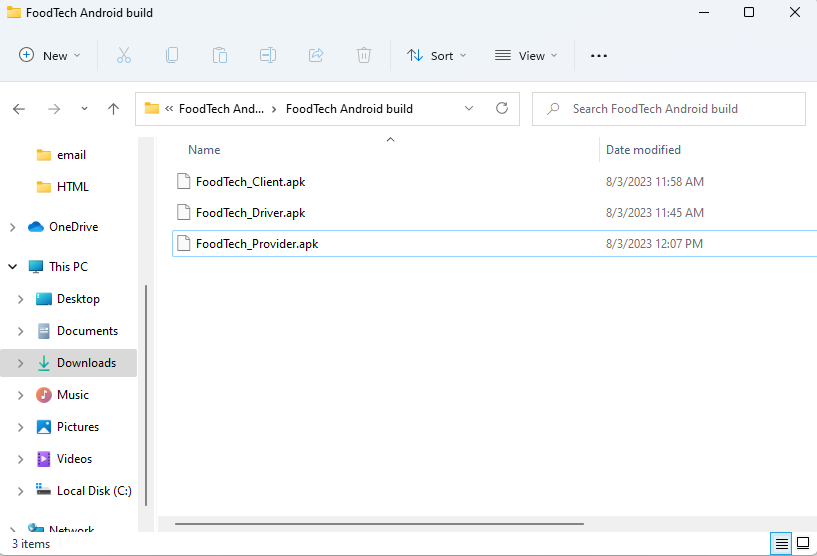 FoodTech Android build
New
Sort
View
« FoodTech And... > FoodTech Android build
Search FoodTech Android build
email
HTML
OneDrive
This PC
Desktop
Documents
Downloads
Music
Pictures
Videos
Local Disk (C:)
Network
Name Date modified
FoodTech_Client.apk 8/3/2023 11:58 AM
FoodTech_Driver.apk 8/3/2023 11:45 AM
FoodTech_Provider.apk 8/3/2023 12:07 PM
3 items